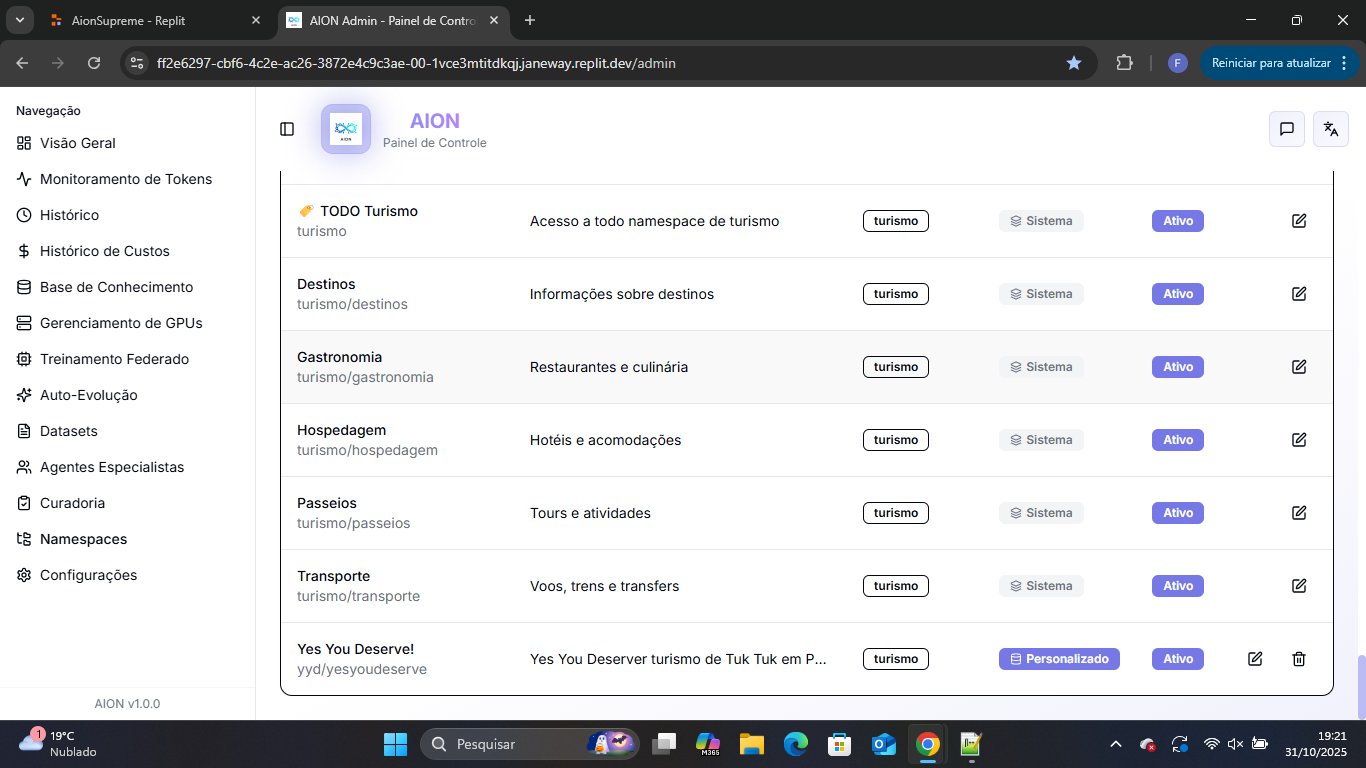 AionSupreme - Replit
AION Admin - Painel de Contro
ff2e6297-cbf6-4c2e-ac26-3872e4c9c3ae-00-1vce3mtitdkqj.janeway.replit.dev/admin
F
Reiniciar para atualizar
Navegação
Visão Geral
Monitoramento de Tokens
Histórico
Histórico de Custos
Base de Conhecimento
Gerenciamento de GPUs
Treinamento Federado
Auto-Evolução
Datasets
Agentes Especialistas
Curadoria
Namespaces
Configurações
AION v1.0.0
AION
AION
Painel de Controle
TODO Turismo
turismo
Acesso a todo namespace de turismo
turismo
Sistema
Ativo
Destinos
turismo/destinos
Informações sobre destinos
turismo
Sistema
Ativo
Gastronomia
turismo/gastronomia
Restaurantes e culinária
turismo
Sistema
Ativo
Hospedagem
turismo/hospedagem
Hotéis e acomodações
turismo
Sistema
Ativo
Passeios
turismo/passeios
Tours e atividades
turismo
Sistema
Ativo
Transporte
turismo/transporte
Voos, trens e transfers
turismo
Sistema
Ativo
Yes You Deserve!
yyd/yesyoudeserve
Yes You Deserver turismo de Tuk Tuk em P...
turismo
Personalizado
Ativo
1
19°C
Nublado
Pesquisar
M365
19:21
31/10/2025